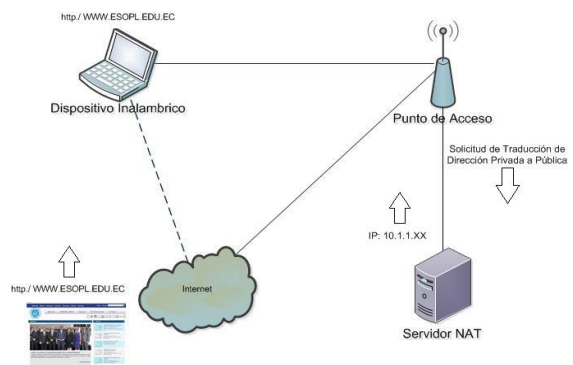 http:/ WWW.ESOPL.EDU.EC
Dispositivo Inalambrico
Punto de Acceso
Solicitud de Traducción de
Dirección Privada a Pública
IP: 10.1.1.XX
http:/ WWW.ESOPL.EDU.EC
Internet
Servidor NAT